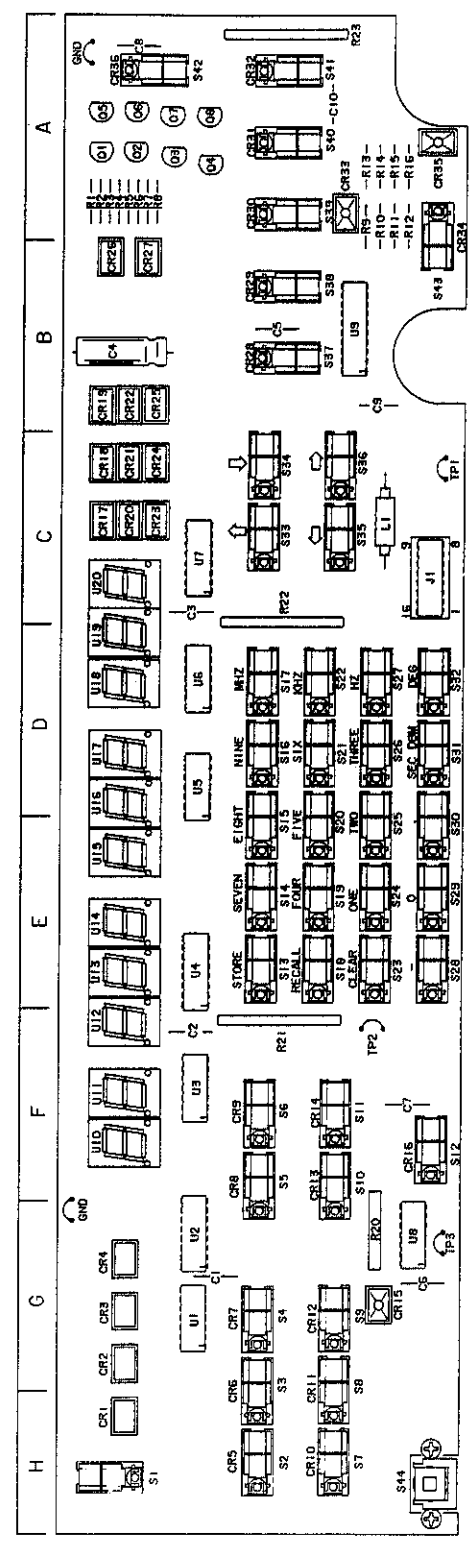 A
B
C
D
E
F
G
H
GND
CR36
C8
S42
R23
CR32
S41
Q5
Q6
Q7
Q8
-C10-
CR31
S40
Q1
Q2
Q3
Q4
CR33
-R13-
-R14-
-R15-
-R16-
CR35
-R1-
-R2-
-R3-
-R4-
-R5-
-R6-
-R7-
-R8-
CR30
S39
-R9-
-R10-
-R11-
-R12-
CR34
S43
CR26
CR27
CR29
S38
U9
C4
C5
CR28
S37
C9
CR19
CR22
CR25
CR18
CR21
CR24
CR17
CR20
CR23
S34
S36
TP1
S33
S35
L1
U7
9
8
J1
16
1
U20
U19
U18
C3
R22
U6
MHZ
S17
KHZ
S22
HZ
S27
DEG
S32
U17
U16
U15
U5
NINE
S16
SIX
S21
THREE
S26
SEC DBM
S31
EIGHT
S15
FIVE
S20
TWO
S25
.
S30
U14
U13
U12
U4
SEVEN
S14
FOUR
S19
ONE
S24
0
S29
STORE
S13
RECALL
S18
CLEAR
S23
-
S28
C2
R21
TP2
U11
U10
U3
CR9
S6
CR14
S11
C7
CR8
S5
CR13
S10
CR16
S12
GND
U2
R20
U8
TP3
CR4
CR3
CR2
CR1
C1
U1
CR7
S4
CR12
S9
CR15
C6
CR6
S3
CR11
S8
S1
CR5
S2
CR10
S7
S44